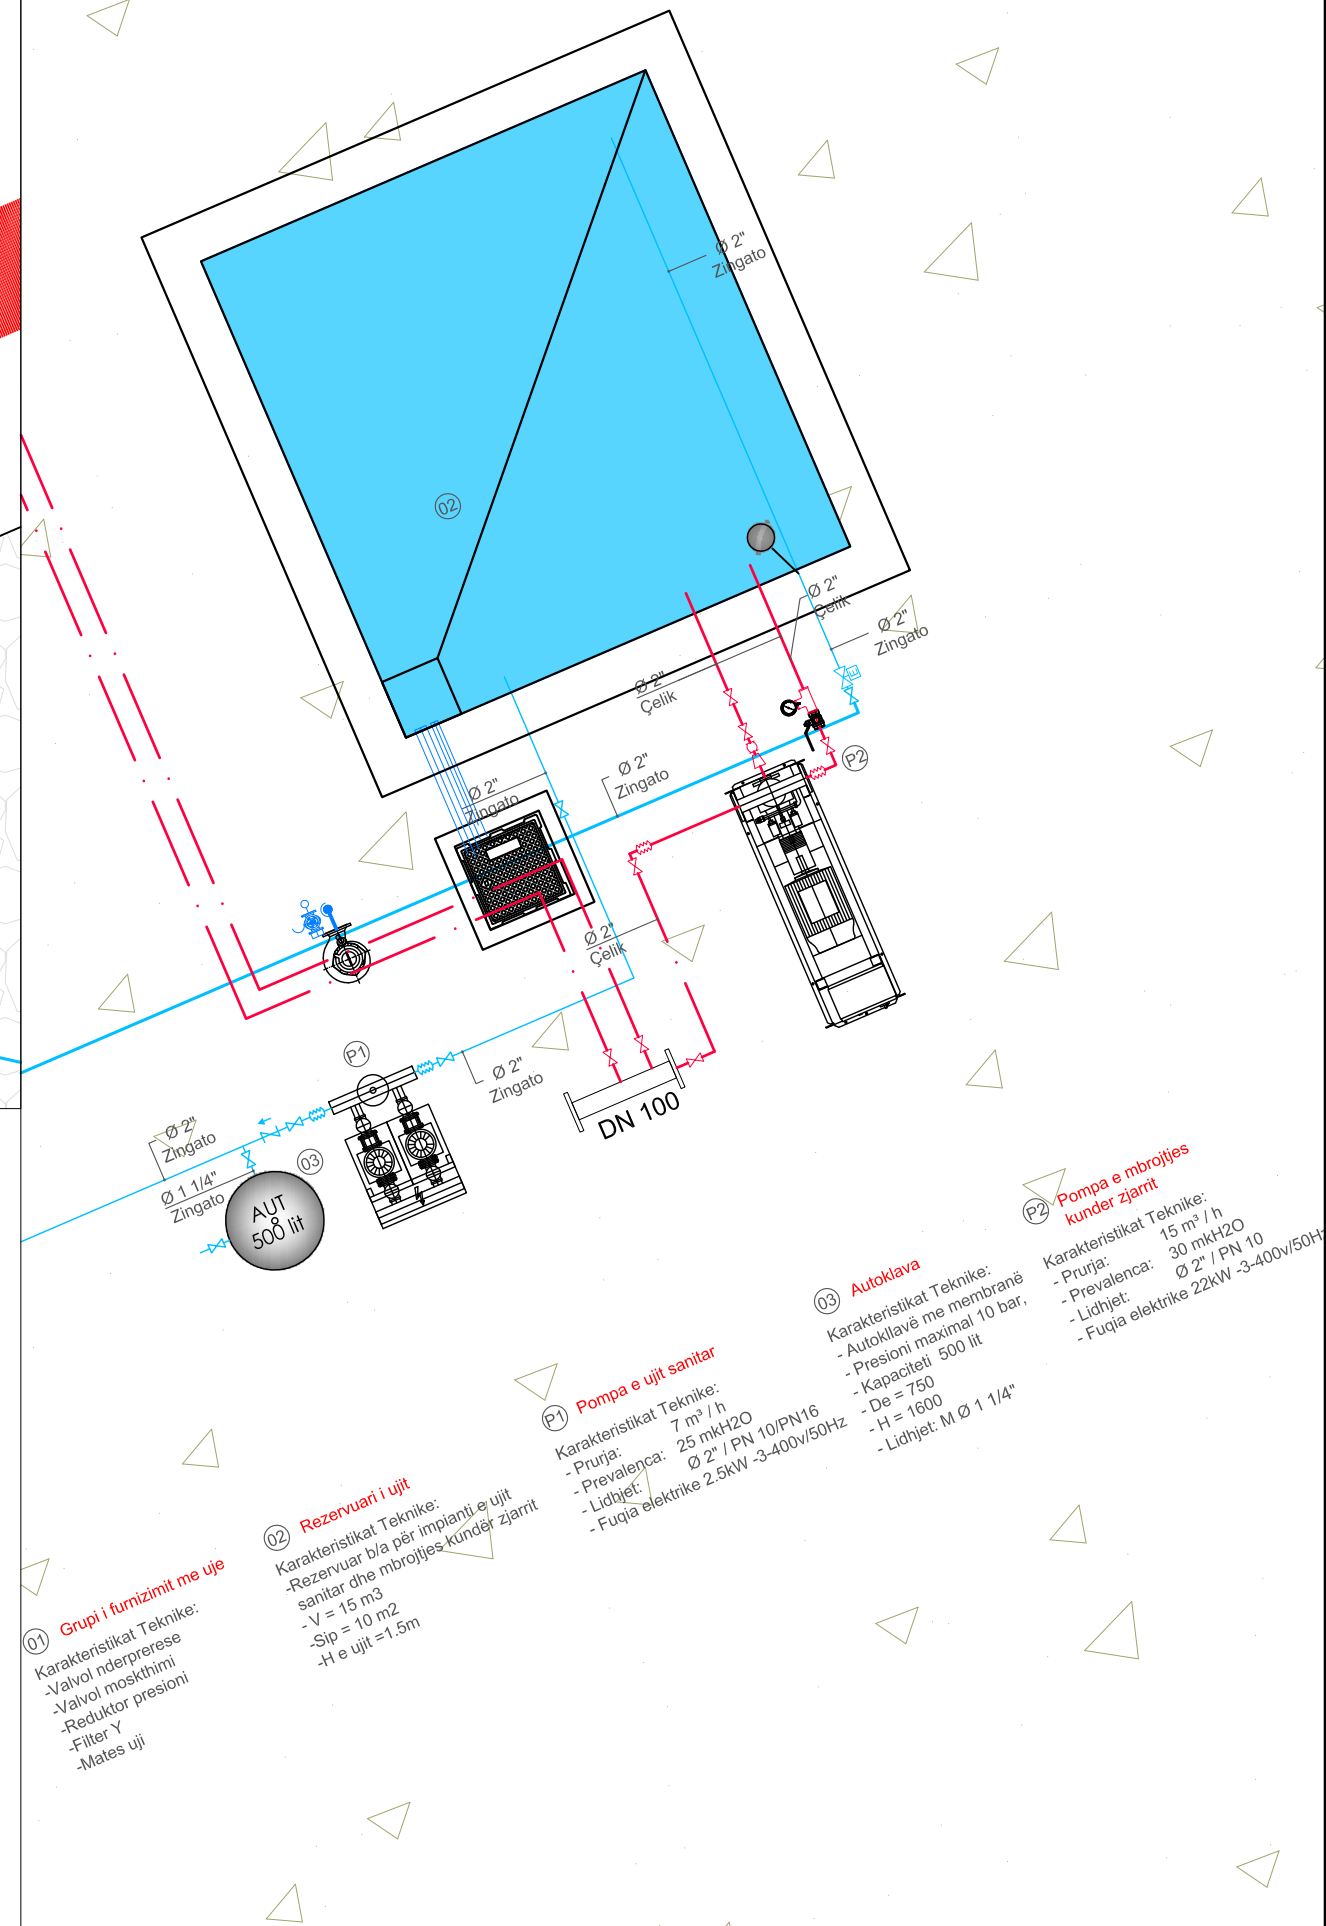 Ø 2"
Zingato
02
Ø 2"
Çelik
Ø 2"
Zingato
E
Ø 2"
Çelik
P2
Ø 2"
Zingato
Ø 2"
Zingato
Ø 2"
Çelik
P1
Ø 2"
Zingato
DN 100
Ø 2"
Zingato
03
Ø 1 1/4"
Zingato
AUT
500 lit
P2 Pompa e mbrojtjes
kunder zjarrit
Karakteristikat Teknike:
- Prurja: 15 m³ / h
- Prevalenca: 30 mkH2O
- Lidhjet: Ø 2" / PN 10
- Fuqia elektrike 22kW -3-400v/50Hz
03 Autoklava
Karakteristikat Teknike:
- Autokllavë me membranë
- Presioni maximal 10 bar,
- Kapaciteti 500 lit
- De = 750
- H = 1600
- Lidhjet: M Ø 1 1/4"
P1 Pompa e ujit sanitar
Karakteristikat Teknike:
- Prurja: 7 m³ / h
- Prevalenca: 25 mkH2O
- Lidhjet: Ø 2" / PN 10/PN16
- Fuqia elektrike 2.5kW -3-400v/50Hz
02 Rezervuari i ujit
Karakteristikat Teknike:
-Rezervuar b/a për impianti e ujit
sanitar dhe mbrojtjes kundër zjarrit
- V = 15 m3
-Sip = 10 m2
-H e ujit =1.5m
01 Grupi i furnizimit me uje
Karakteristikat Teknike:
-Valvol nderprerese
-Valvol moskthimi
-Reduktor presioni
-Filter Y
-Mates uji